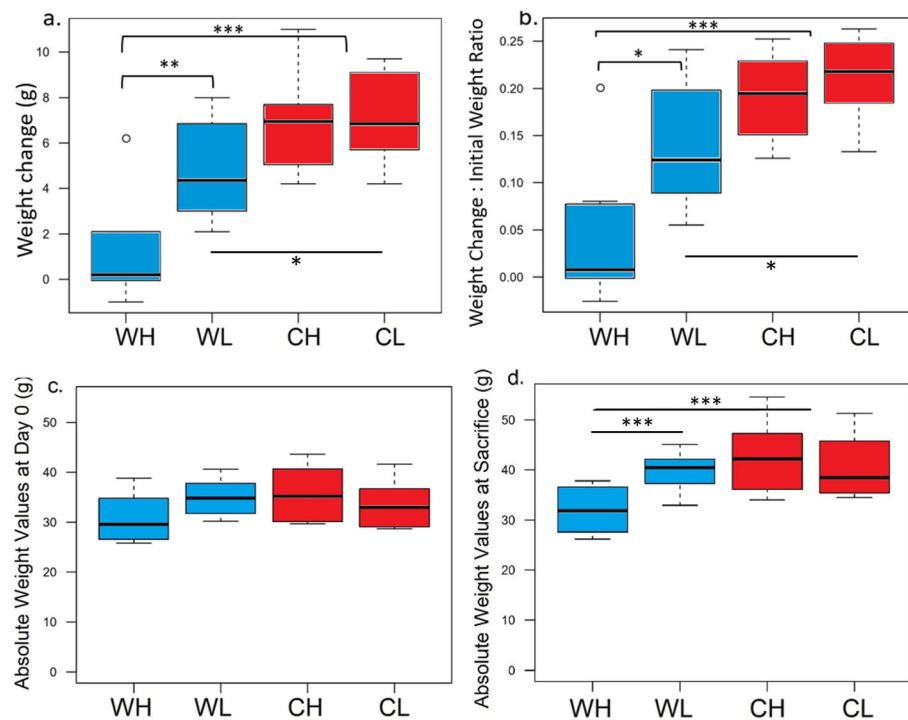 a.
Weight change (g)
10
8
6
4
2
0
***
**
*
WH WL CH CL
b.
Weight Change : Initial Weight Ratio
0.25
0.20
0.15
0.10
0.05
0.00
***
*
*
WH WL CH CL
c.
Absolute Weight Values at Day 0 (g)
50
40
30
20
10
0
WH WL CH CL
d.
Absolute Weight Values at Sacrifice (g)
50
40
30
20
10
0
***
***
WH WL CH CL